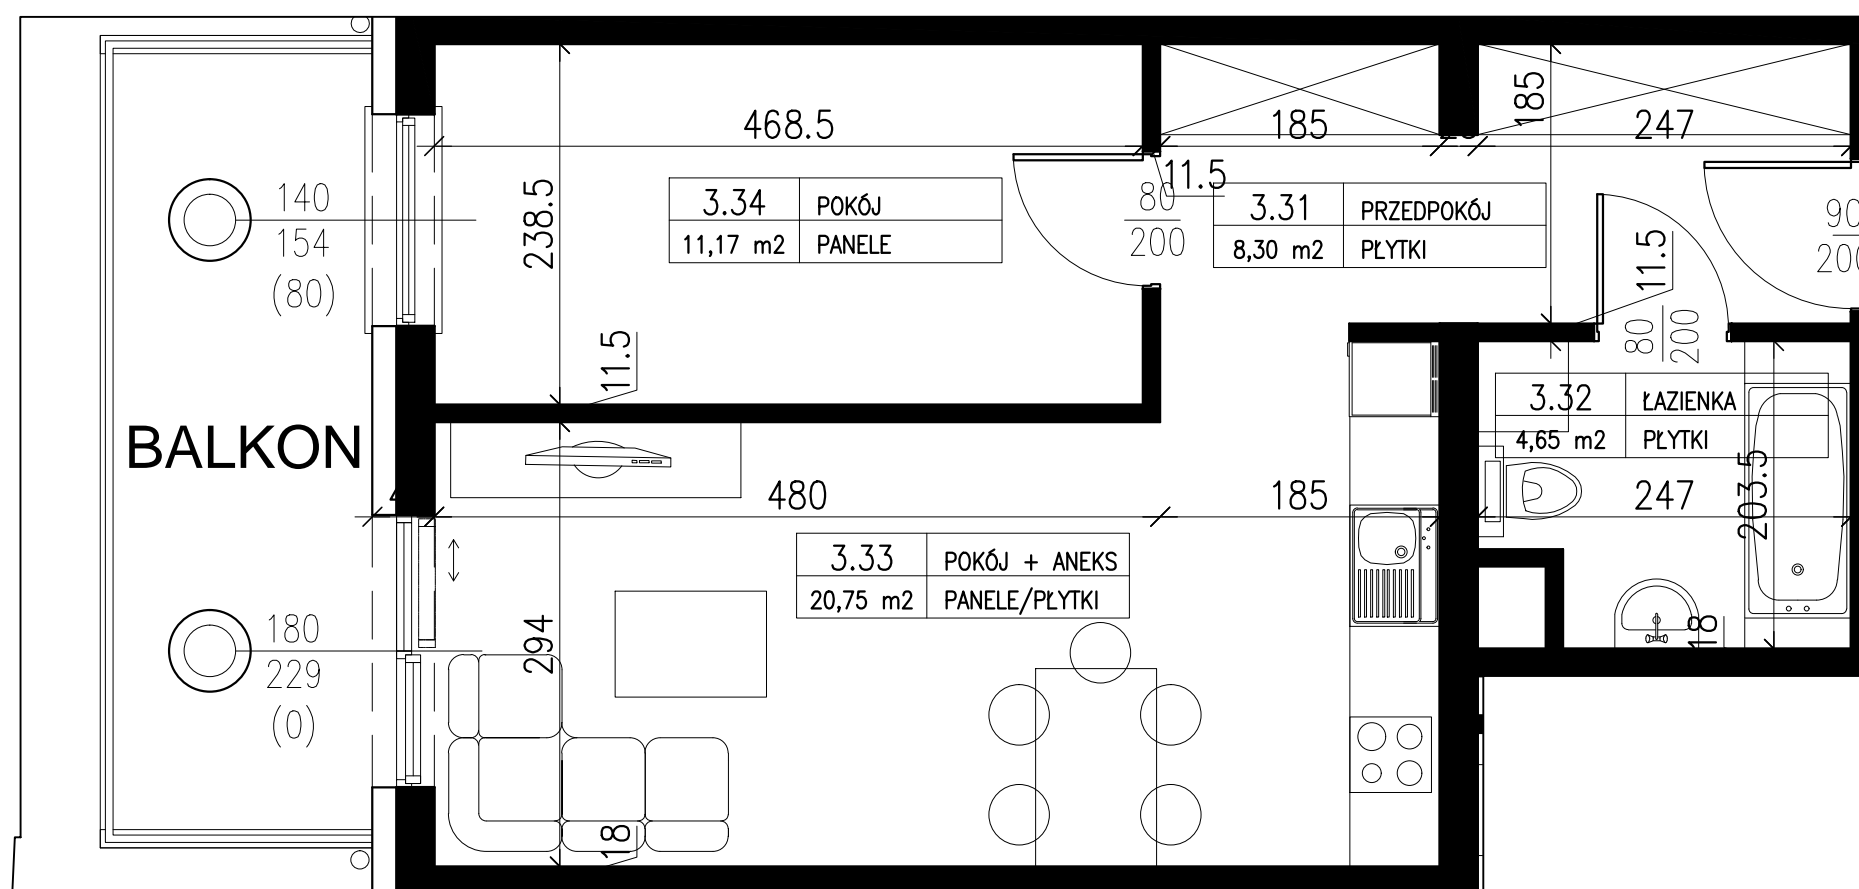 468.5
185
247
185
11.5
140
154
(80)
238.5
3.34 POKÓJ
11,17 m2 PANELE
80
200
3.31 PRZEDPOKÓJ
8,30 m2 PŁYTKI
90
11.5
80
200
11.5
3.32 ŁAZIENKA
4,65 m2 PŁYTKI
BALKON
480
185
247
203.5
3.33 POKÓJ + ANEKS
20,75 m2 PANELE/PŁYTKI
180
229
(0)
294
18
18